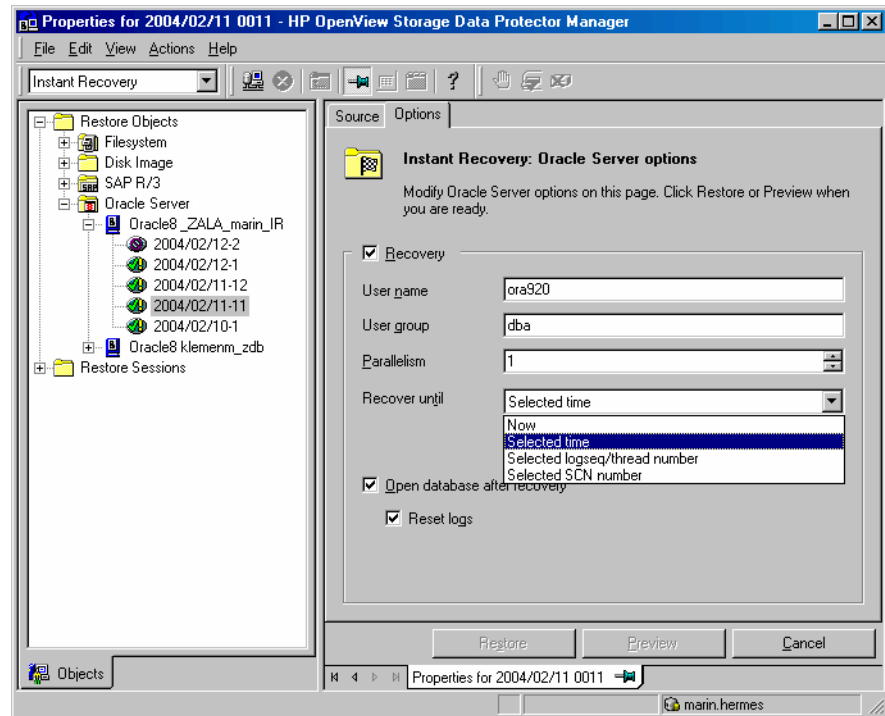 Properties for 2004/02/11 0011 - HP OpenView Storage Data Protector Manager
File Edit View Actions Help
Instant Recovery
Restore Objects
Filesystem
Disk Image
SAP R/3
Oracle Server
Oracle8 _ZALA_marin_IR
2004/02/12-2
2004/02/12-1
2004/02/11-12
2004/02/11-11
2004/02/10-1
Oracle8 klemenm_zdb
Restore Sessions
Objects
Source Options
Instant Recovery: Oracle Server options
Modify Oracle Server options on this page. Click Restore or Preview when
you are ready.
Recovery
User name ora920
User group dba
Parallelism 1
Recover until Selected time
Now
Selected time
Selected logseq/thread number
Selected SCN number
Open database after recovery
Reset logs
Restore Preview Cancel
Properties for 2004/02/11 0011
marin.hermes